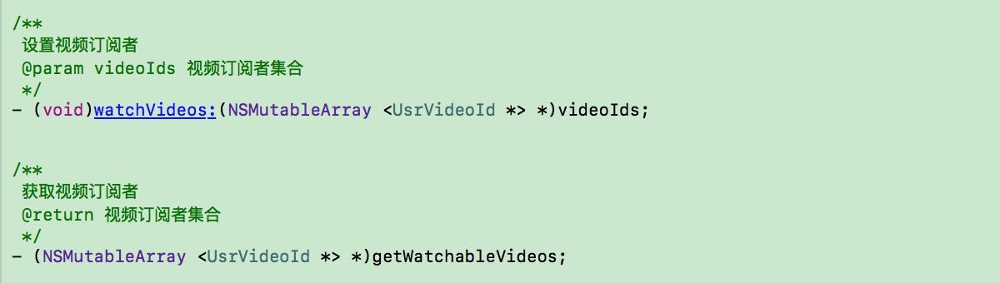 /**
设置视频订阅者
@param videoIds 视频订阅者集合
*/
- (void)watchVideos:(NSMutableArray <UsrVideoId *> *)videoIds;
/**
获取视频订阅者
@return 视频订阅者集合
*/
- (NSMutableArray <UsrVideoId *> *)getWatchableVideos;